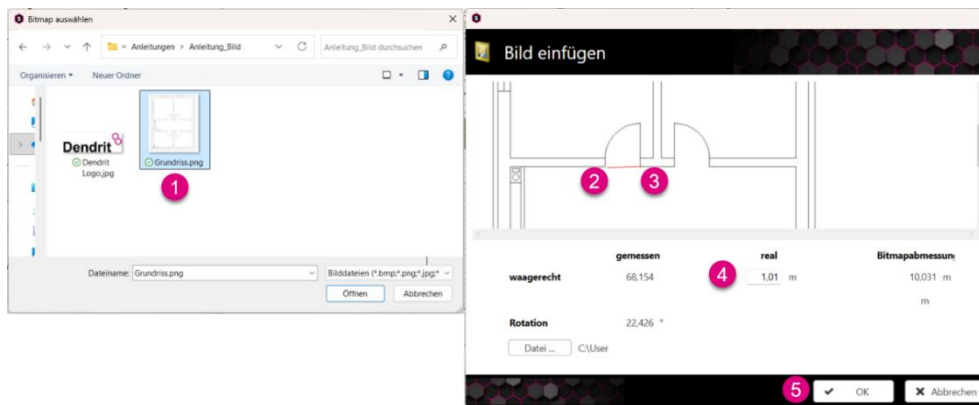 Bitmap auswählen
« Anleitungen > Anleitung_Bild
Anleitung_Bild durchsuchen
Organisieren
Neuer Ordner
Dendrit
Dendrit Logo.jpg
Grundriss.png
1
Dateiname: Grundriss.png
Bilddateien (*.bmp;*.png;*.jpg;*
Öffnen
Abbrechen
Bild einfügen
2
3
gemessen real Bitmapabmessun
waagerecht 68,154 4 1,01 m 10,031 m
m
Rotation 22,426 °
Datei ... C:\User
5 OK Abbrechen